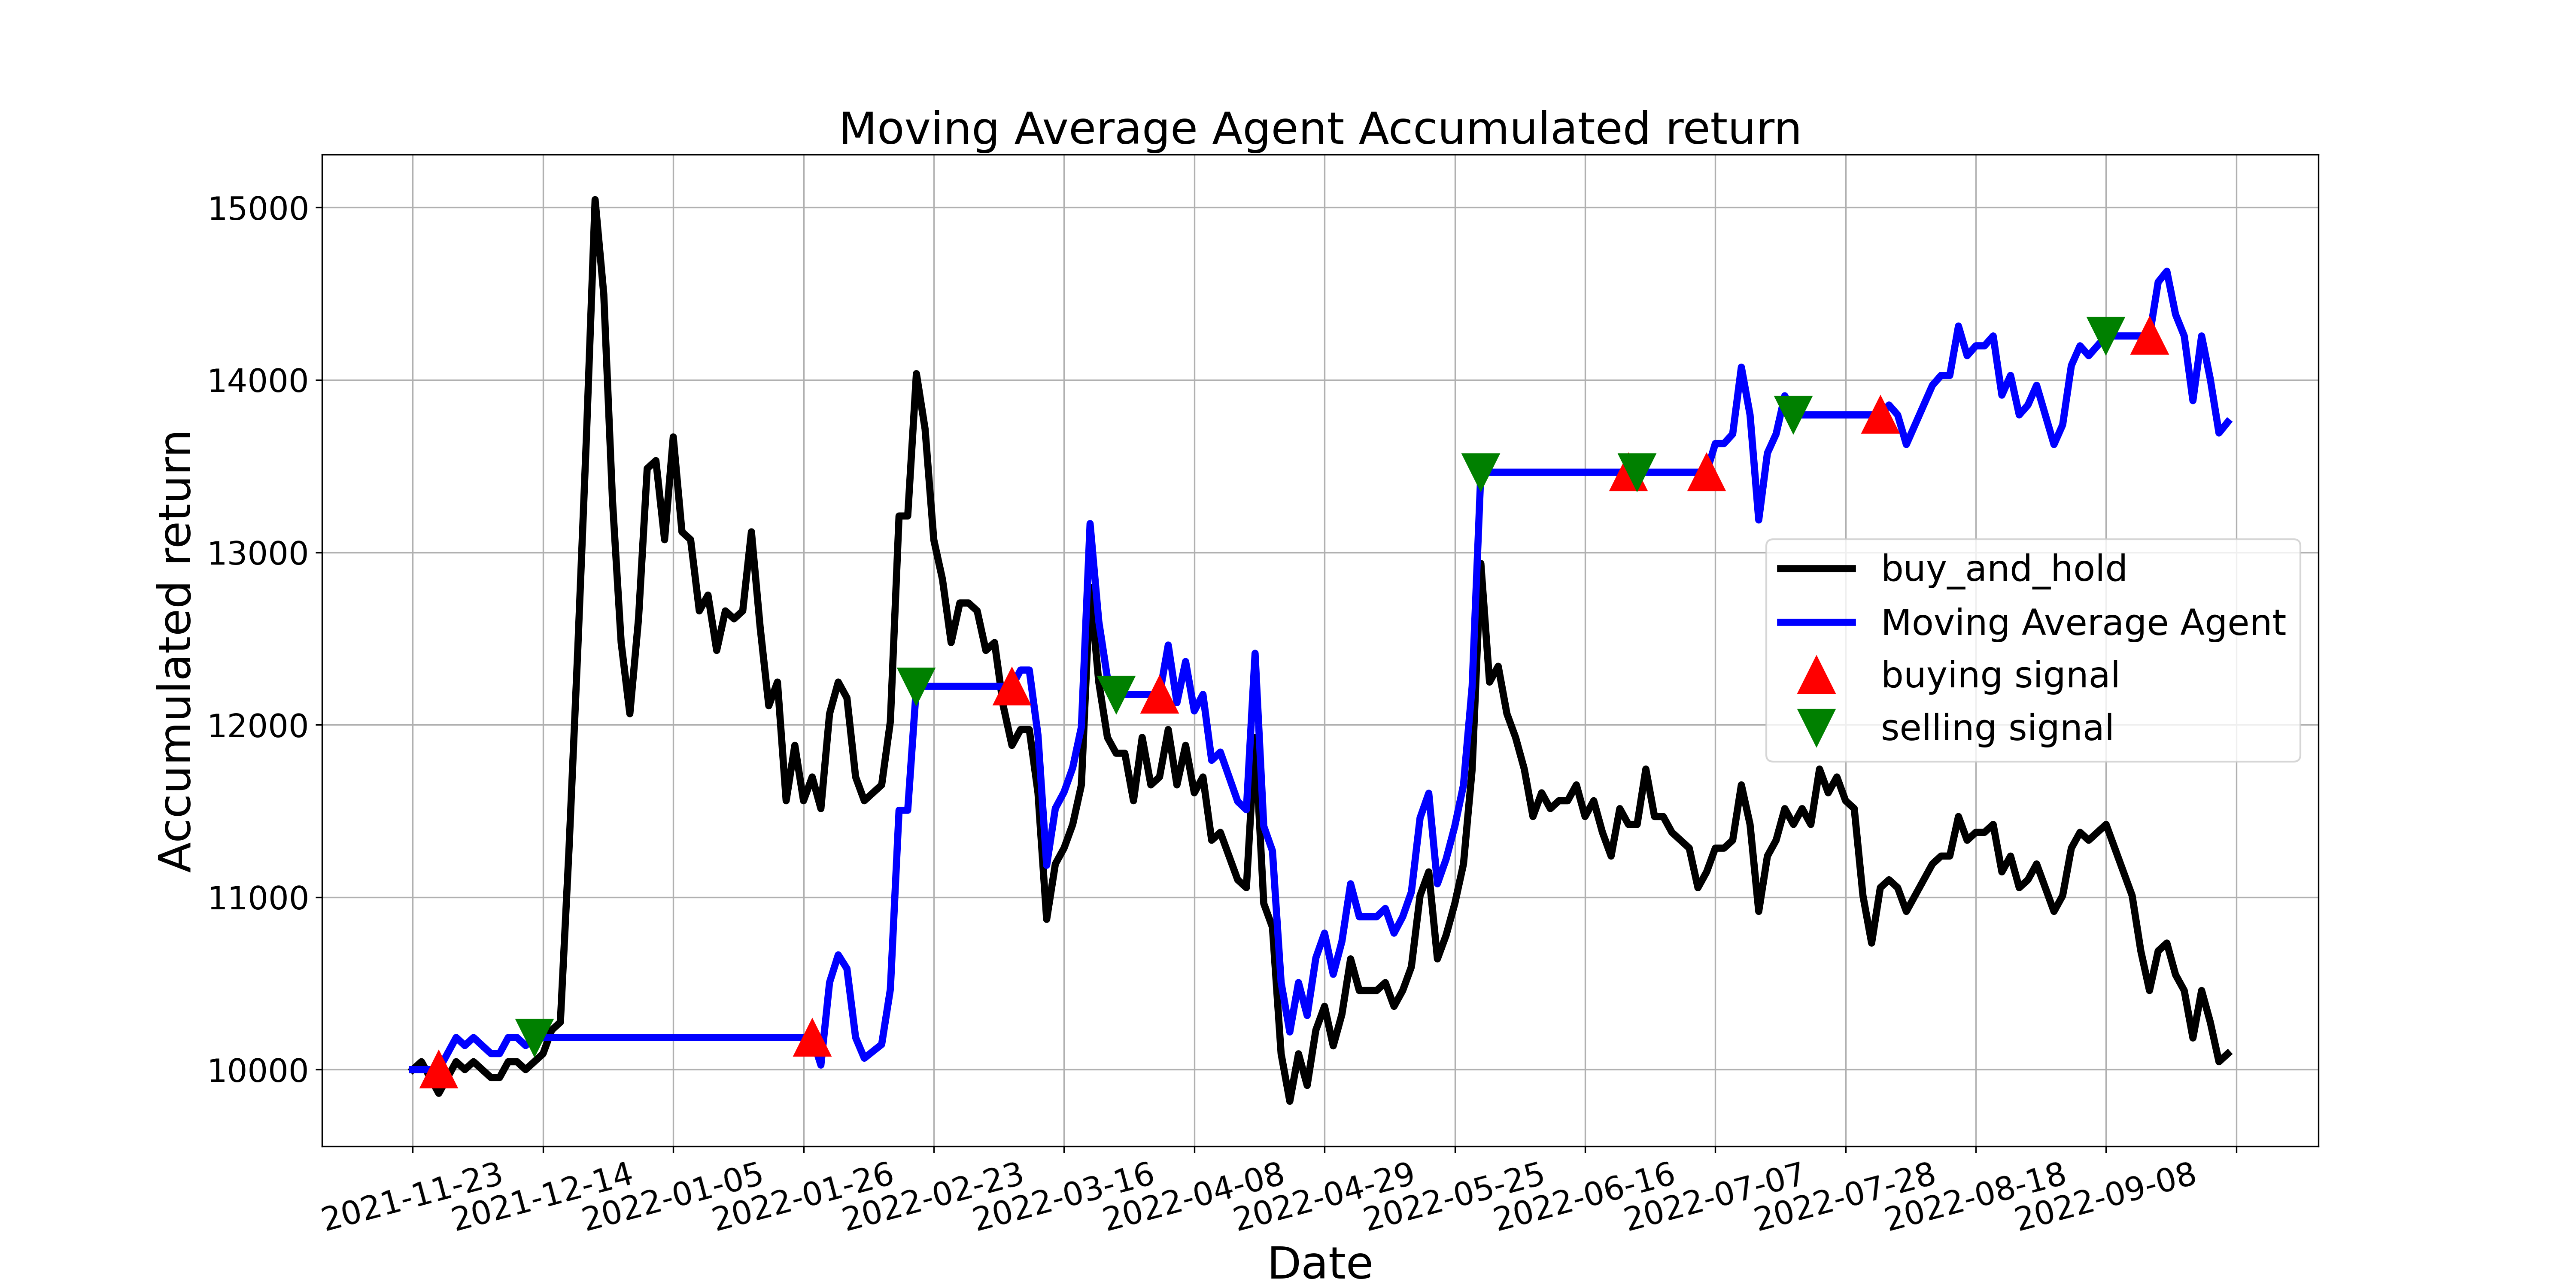 Moving Average Agent Accumulated return
Accumulated return
15000
14000
13000
12000
11000
10000
buy_and_hold
Moving Average Agent
buying signal
selling signal
2021-11-23
2021-12-14
2022-01-05
2022-01-26
2022-02-23
2022-03-16
2022-04-08
2022-04-29
2022-05-25
2022-06-16
2022-07-07
2022-07-28
2022-08-18
2022-09-08
Date